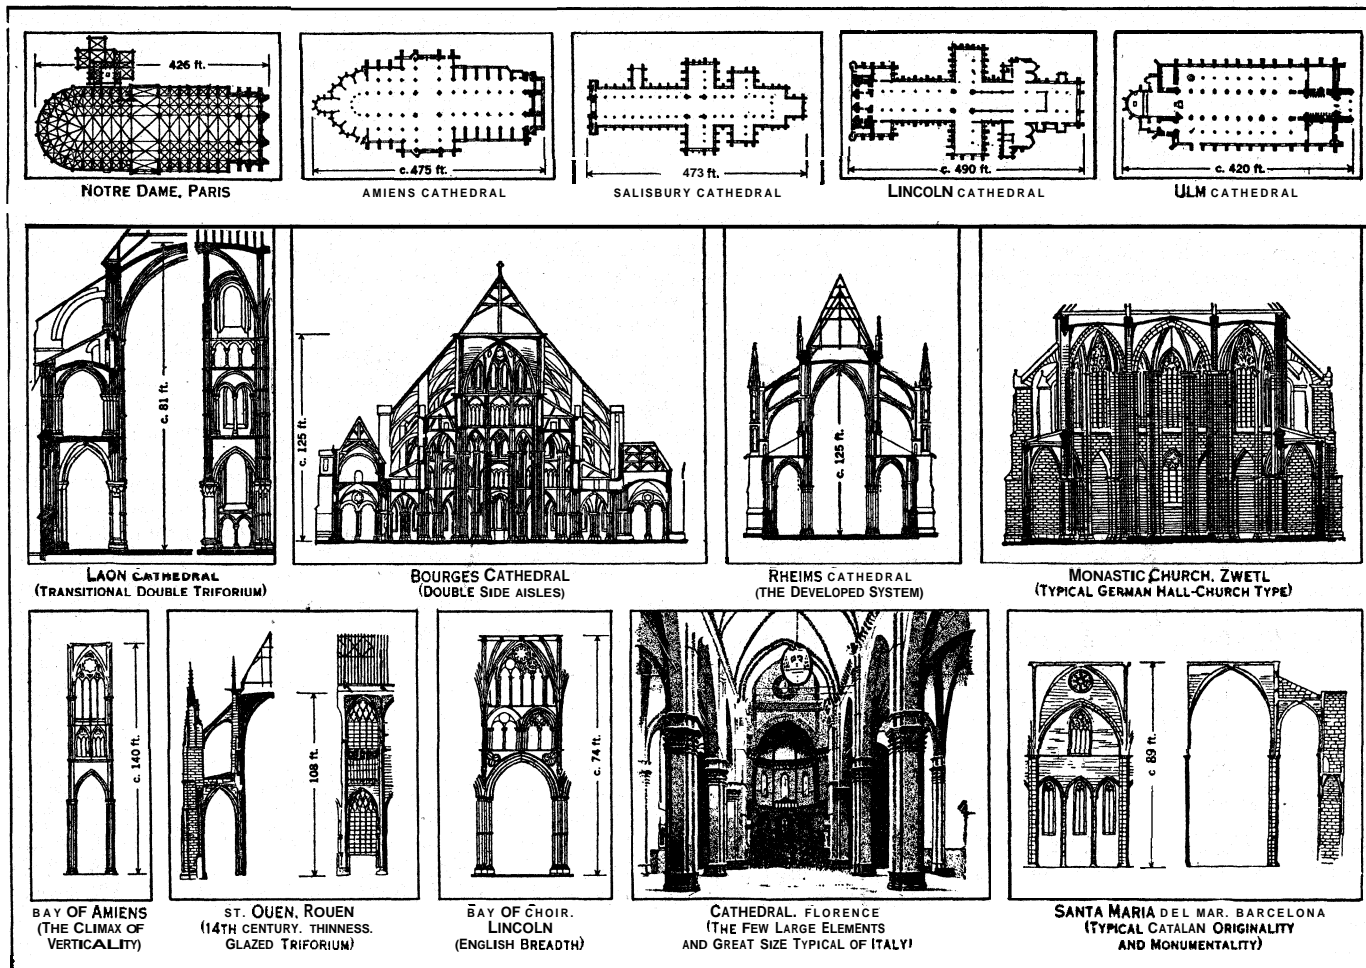 426 ft.
NOTRE DAME, PARIS
c. 475 ft.
AMIENS CATHEDRAL
473 ft.
SALISBURY CATHEDRAL
c. 490 ft.
LINCOLN CATHEDRAL
c. 420 ft.
ULM CATHEDRAL
c. 81 ft.
LAON CATHEDRAL
(TRANSITIONAL DOUBLE TRIFORIUM)
c. 125 ft.
BOURGES CATHEDRAL
(DOUBLE SIDE AISLES)
c. 125 ft.
RHEIMS CATHEDRAL
(THE DEVELOPED SYSTEM)
MONASTIC CHURCH, ZWETL
(TYPICAL GERMAN HALL-CHURCH TYPE)
c. 140 ft.
BAY OF AMIENS
(THE CLIMAX OF
VERTICALITY)
108 ft.
ST. OUEN, ROUEN
(14TH CENTURY. THINNESS.
GLAZED TRIFORIUM)
c. 74 ft.
BAY OF CHOIR.
LINCOLN
(ENGLISH BREADTH)
CATHEDRAL. FLORENCE
(THE FEW LARGE ELEMENTS
AND GREAT SIZE TYPICAL OF ITALY)
c 89 ft.
SANTA MARIA DEL MAR. BARCELONA
(TYPICAL CATALAN ORIGINALITY
AND MONUMENTALITY)